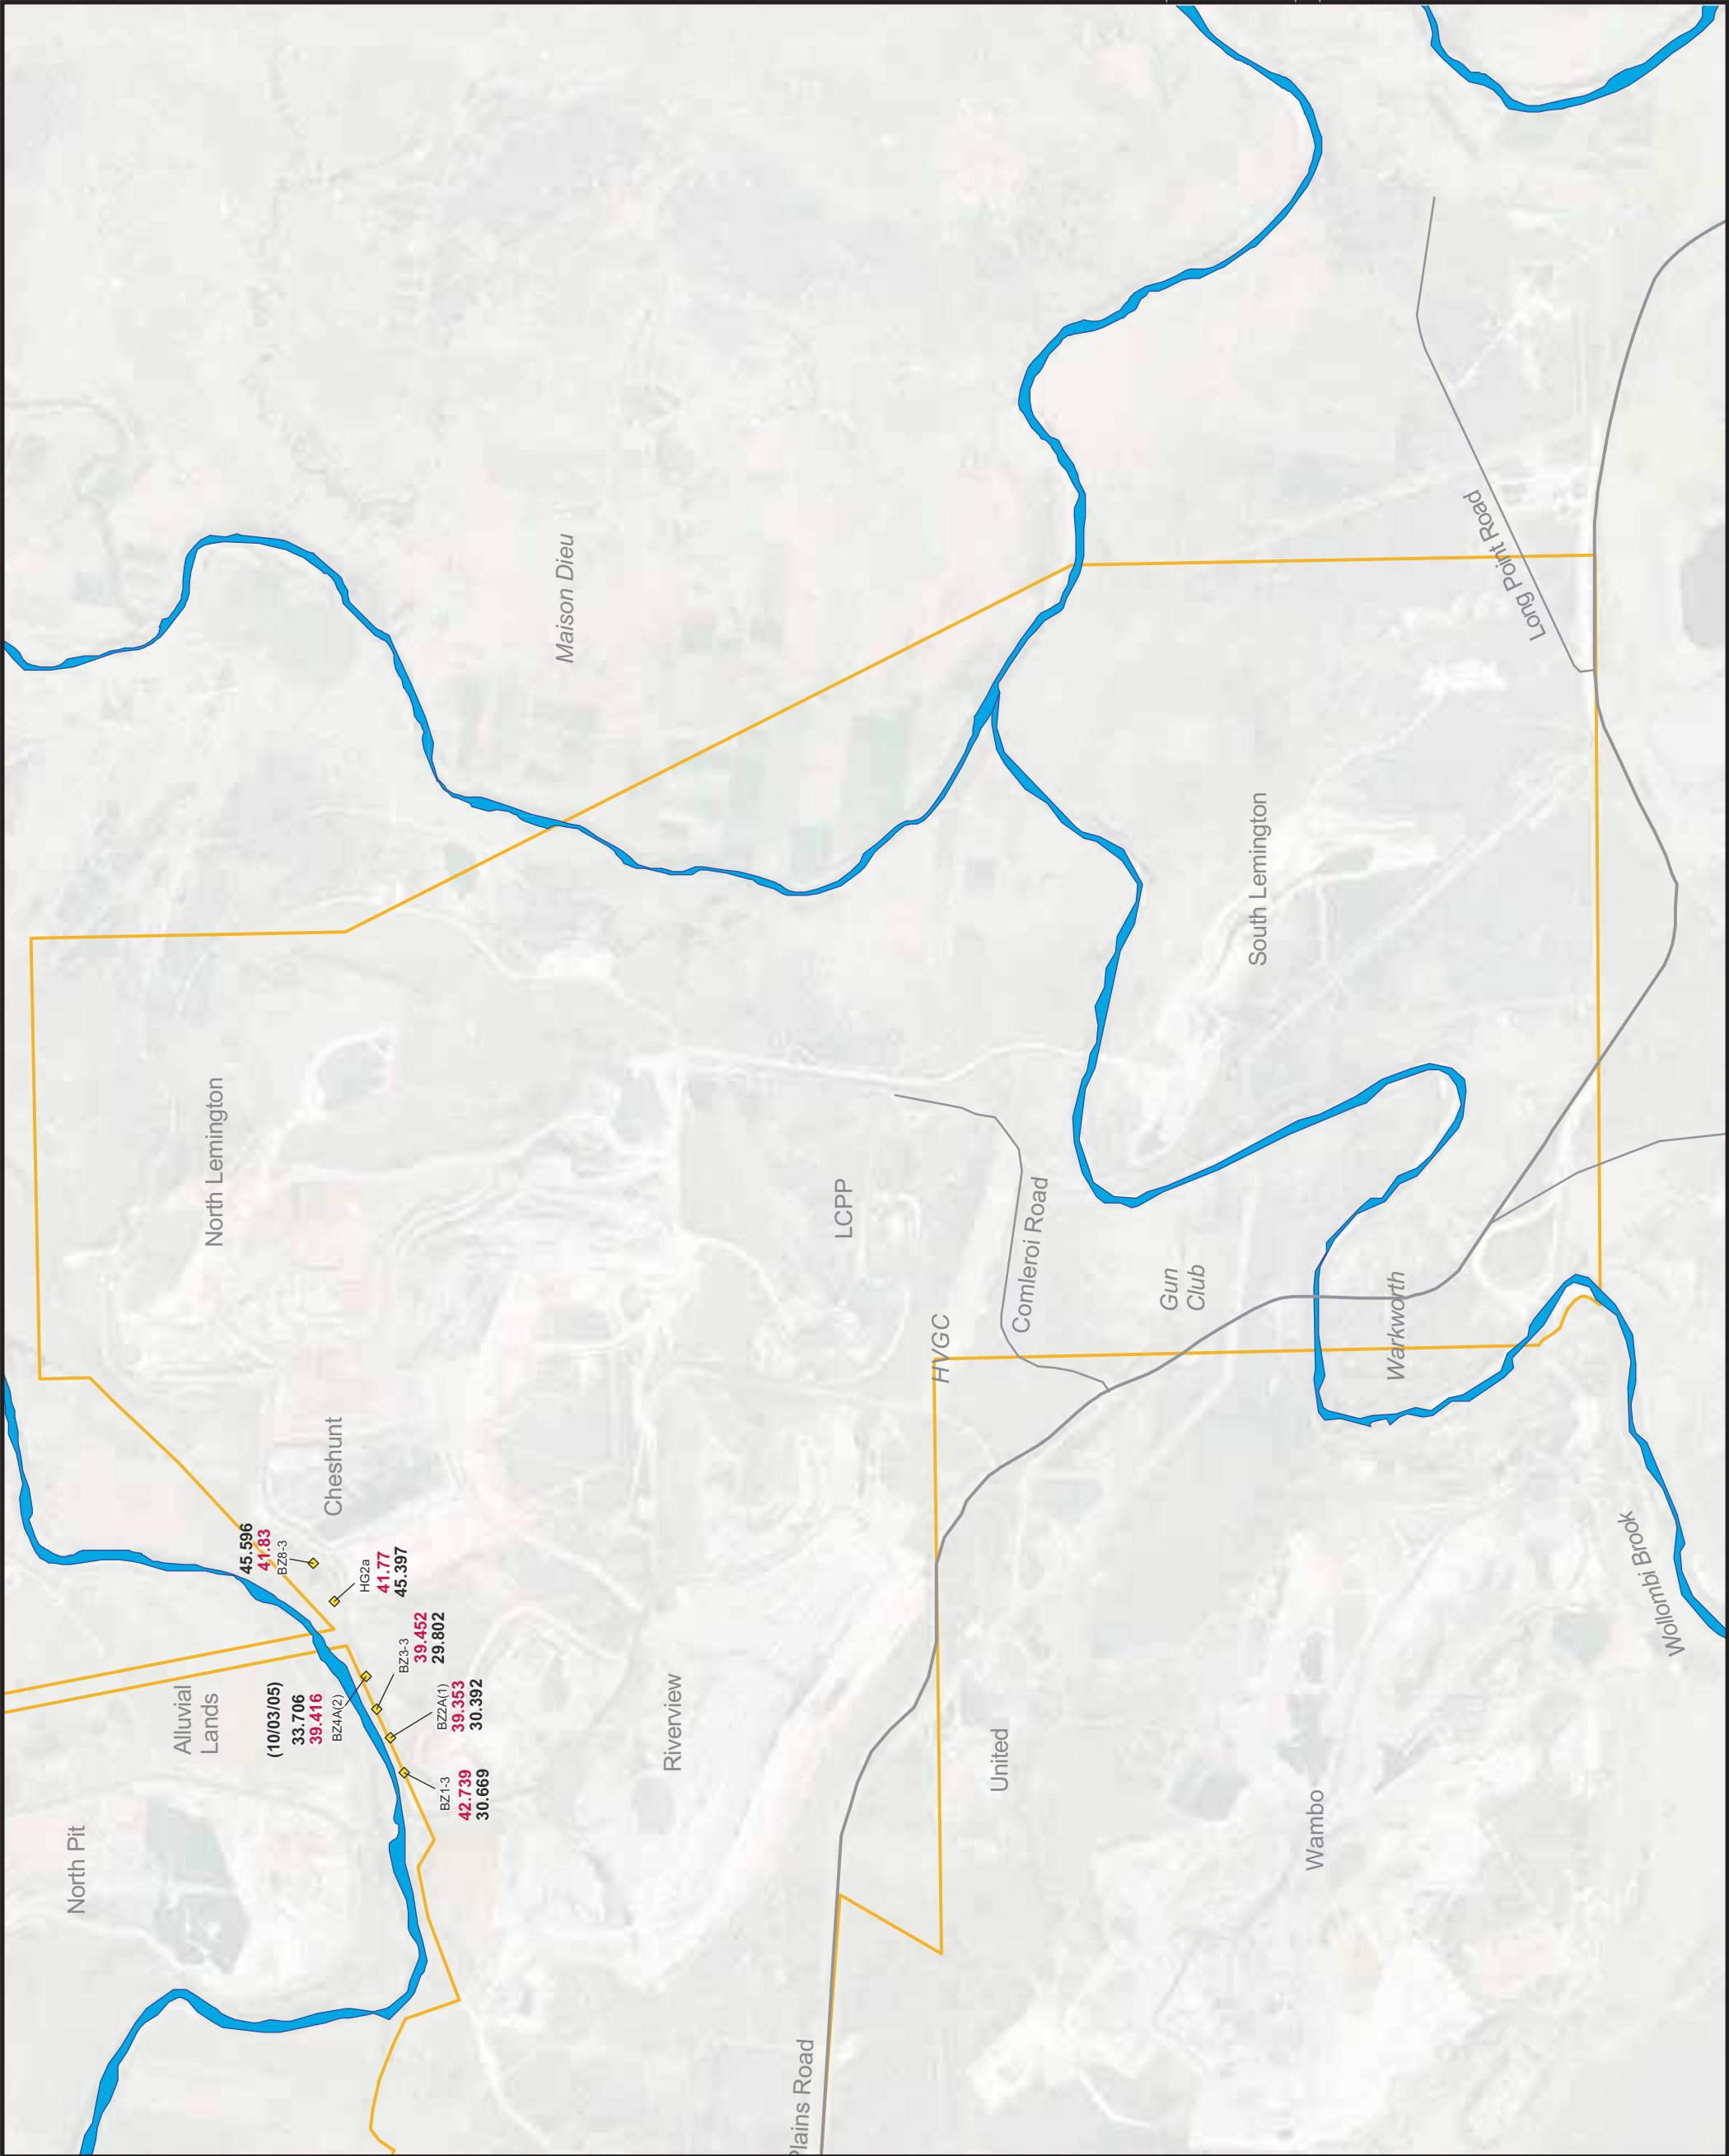 Maison Dieu
Long Point Road
South Lemington
North Lemington
LCPP
Comleroi Road
Gun
Club
HVGC
Warkworth
Cheshunt
45.596
41.83
BZ8-3
HG2a
41.77
45.397
BZ3-3
39.452
29.802
Alluvial
Lands
(10/03/05)
33.706
39.416
BZ4A(2)
BZ2A(1)
39.353
30.392
BZ1-3
42.739
30.669
Riverview
United
Wollombi Brook
North Pit
Wambo
Plains Road